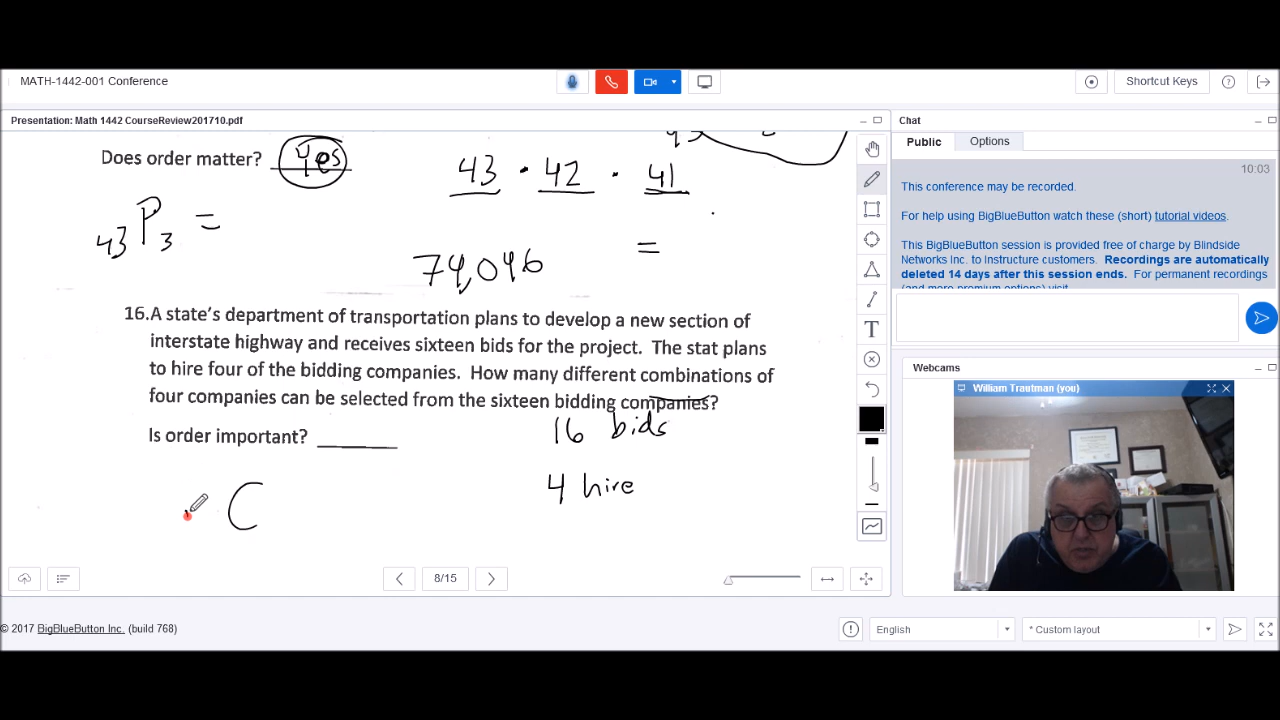 MATH-1442-001 Conference
Shortcut Keys
Presentation: Math 1442 CourseReview201710.pdf
Does order matter? Yes
43 · 42 · 41
43P3 =
=
74,046
16.A state's department of transportation plans to develop a new section of
interstate highway and receives sixteen bids for the project. The stat plans
to hire four of the bidding companies. How many different combinations of
four companies can be selected from the sixteen bidding companies?
16 bids
Is order important?
4 hire
C
8/15
Chat
Public Options
10:03
This conference may be recorded.
For help using BigBlueButton watch these (short) tutorial videos.
This BigBlueButton session is provided free of charge by Blindside
Networks Inc. to Instructure customers. Recordings are automatically
deleted 14 days after this session ends. For permanent recordings
(and more premium options) visit
Webcams
William Trautman (you)
© 2017 BigBlueButton Inc. (build 768)
English
* Custom layout